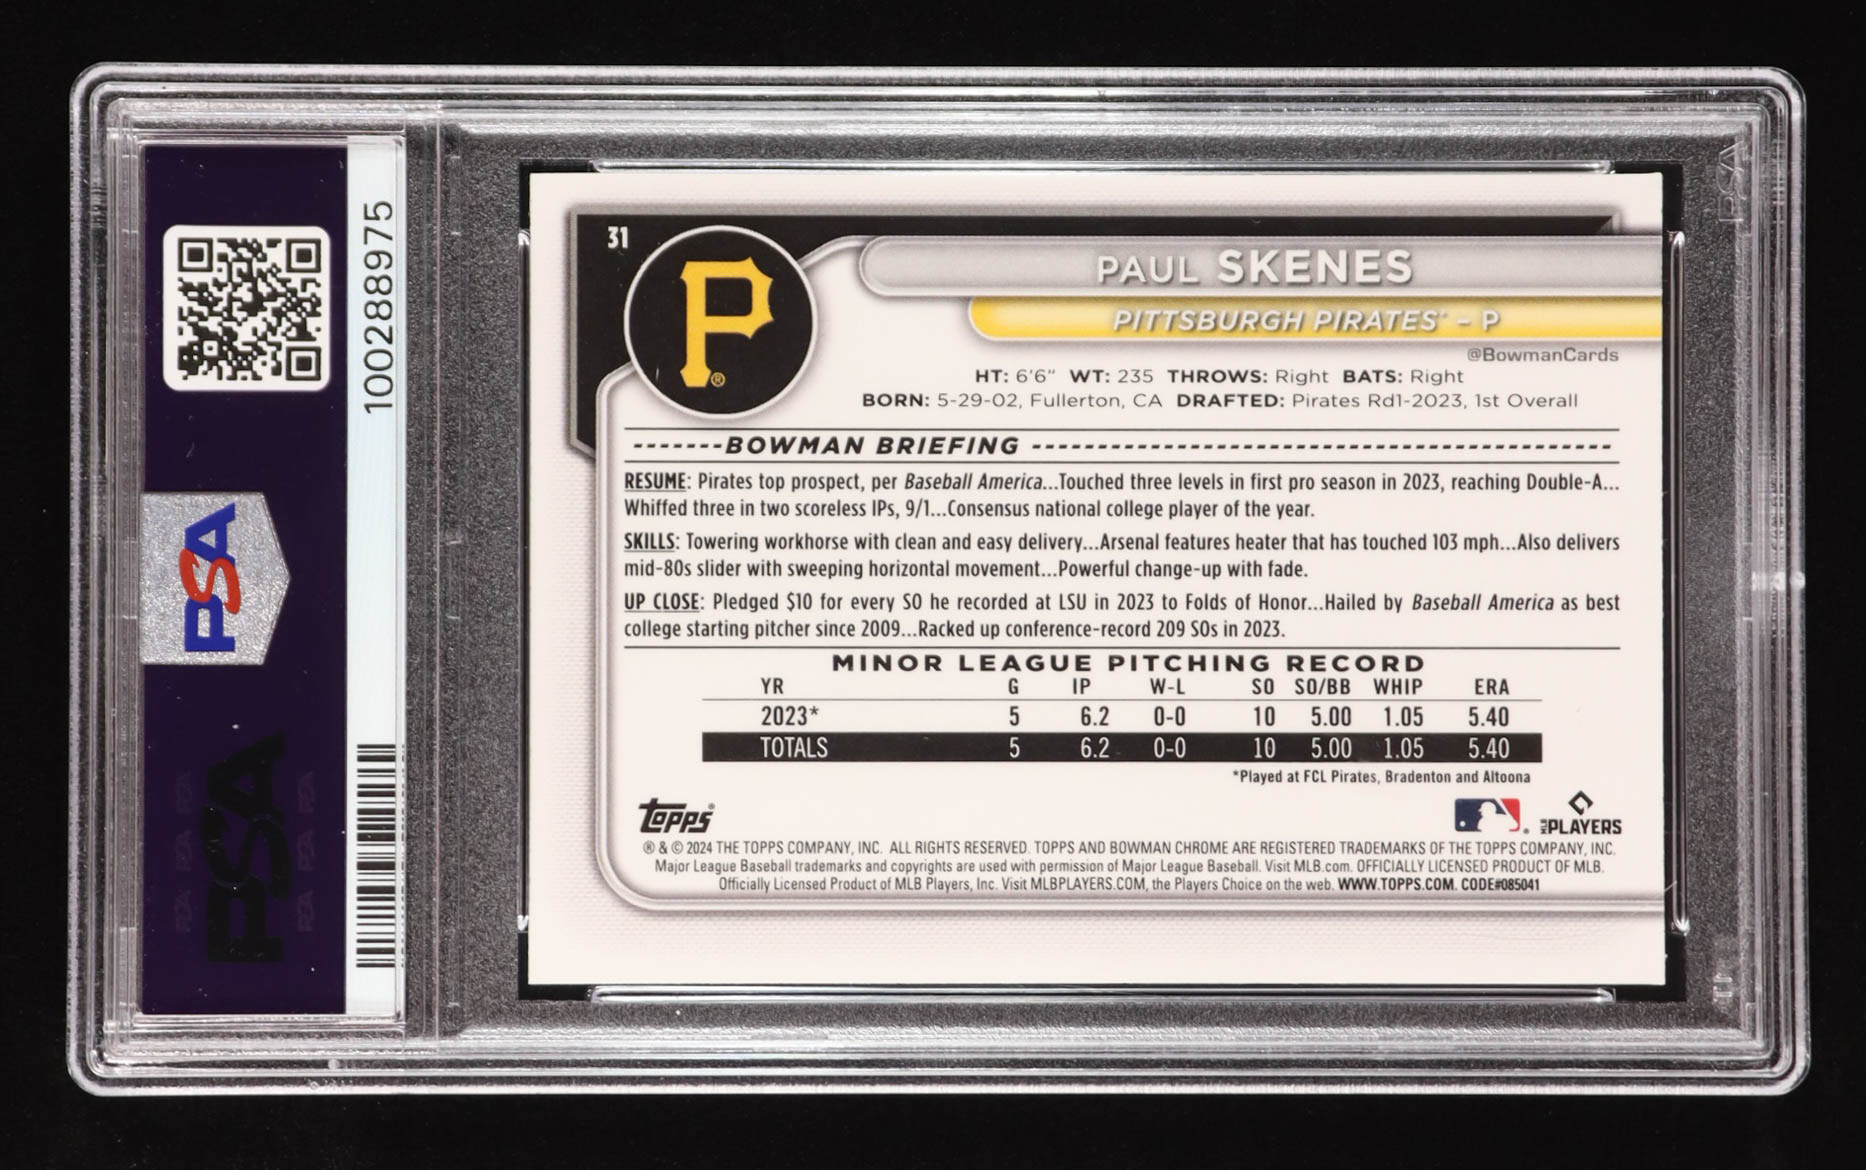 100288975
PSA
PSA
31
P®
PAUL SKENES
PITTSBURGH PIRATES® – P
@BowmanCards
HT: 6'6" WT: 235 THROWS: Right BATS: Right
BORN: 5-29-02, Fullerton, CA DRAFTED: Pirates Rd1-2023, 1st Overall
-------BOWMAN BRIEFING -------
RESUME: Pirates top prospect, per Baseball America...Touched three levels in first pro season in 2023, reaching Double-A...
Whiffed three in two scoreless IPs, 9/1...Consensus national college player of the year.
SKILLS: Towering workhorse with clean and easy delivery...Arsenal features heater that has touched 103 mph...Also delivers
mid-80s slider with sweeping horizontal movement...Powerful change-up with fade.
UP CLOSE: Pledged $10 for every SO he recorded at LSU in 2023 to Folds of Honor...Hailed by Baseball America as best
college starting pitcher since 2009...Racked up conference-record 209 SOs in 2023.
MINOR LEAGUE PITCHING RECORD
YR G IP W-L SO SO/BB WHIP ERA
2023* 5 6.2 0-0 10 5.00 1.05 5.40
TOTALS 5 6.2 0-0 10 5.00 1.05 5.40
*Played at FCL Pirates, Bradenton and Altoona
Topps®
MLB PLAYERS
® & © 2024 THE TOPPS COMPANY, INC. ALL RIGHTS RESERVED. TOPPS AND BOWMAN CHROME ARE REGISTERED TRADEMARKS OF THE TOPPS COMPANY, INC.
Major League Baseball trademarks and copyrights are used with permission of Major League Baseball. Visit MLB.com. OFFICIALLY LICENSED PRODUCT OF MLB.
Officially Licensed Product of MLB Players, Inc. Visit MLBPLAYERS.COM, the Players Choice on the web. WWW.TOPPS.COM. CODE#085041
PSA